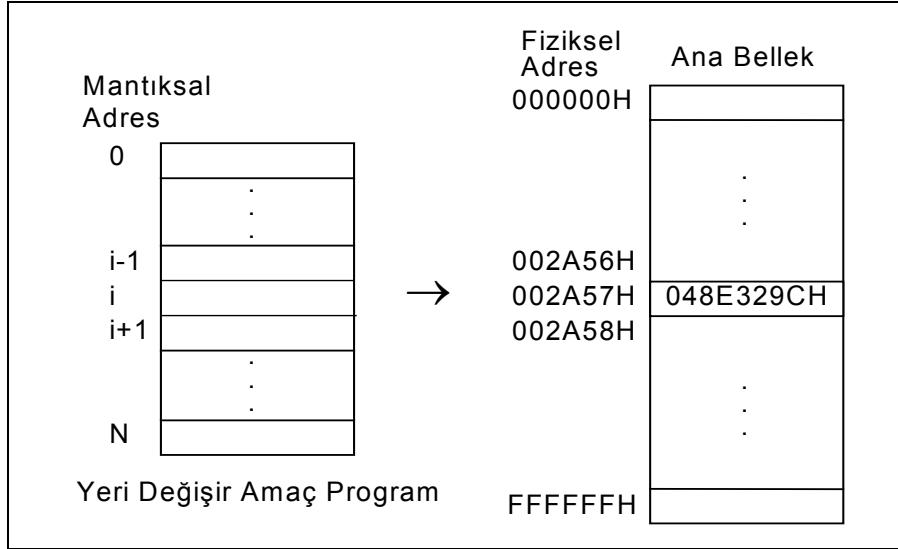 Mantıksal
Adres
0
.
.
.
i-1
i
i+1
.
.
.
N
Yeri Değişir Amaç Program
→
Fiziksel
Adres
Ana Bellek
000000H
.
.
.
002A56H
002A57H 048E329CH
002A58H
.
.
.
FFFFFFH